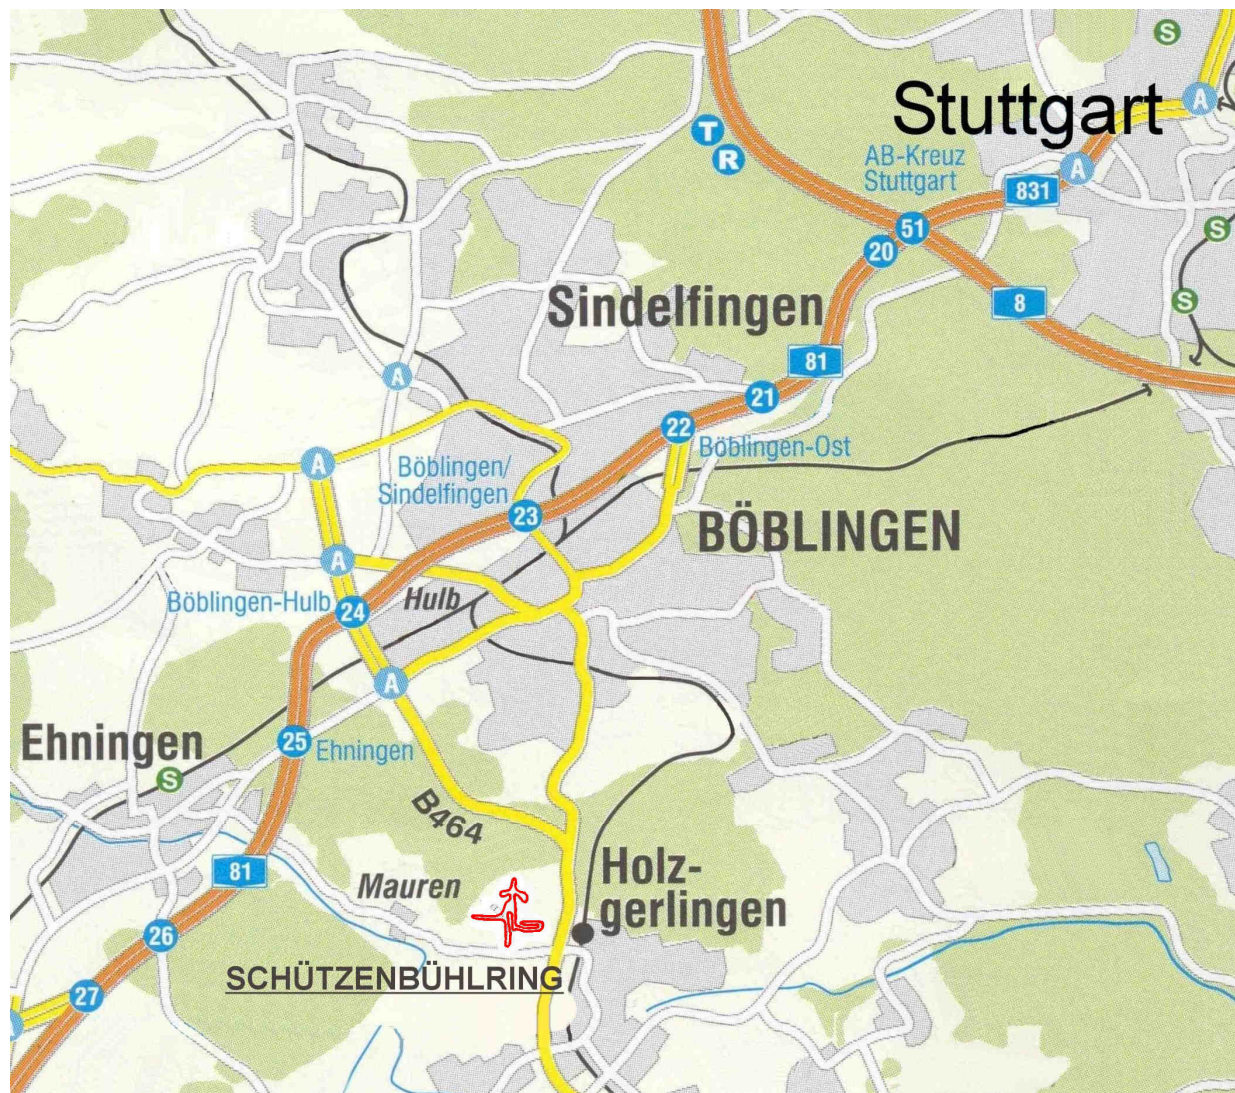 S
Stuttgart
A
T
R
AB-Kreuz
Stuttgart
A
831
51
S
20
Sindelfingen
8
S
81
A
21
22
Böblingen-Ost
A
Böblingen/
Sindelfingen
23
BÖBLINGEN
A
Böblingen-Hulb
24
Hulb
A
Ehningen
25
Ehningen
S
B464
81
Mauren
Holz-
gerlingen
26
SCHÜTZENBÜHLRING
27
A